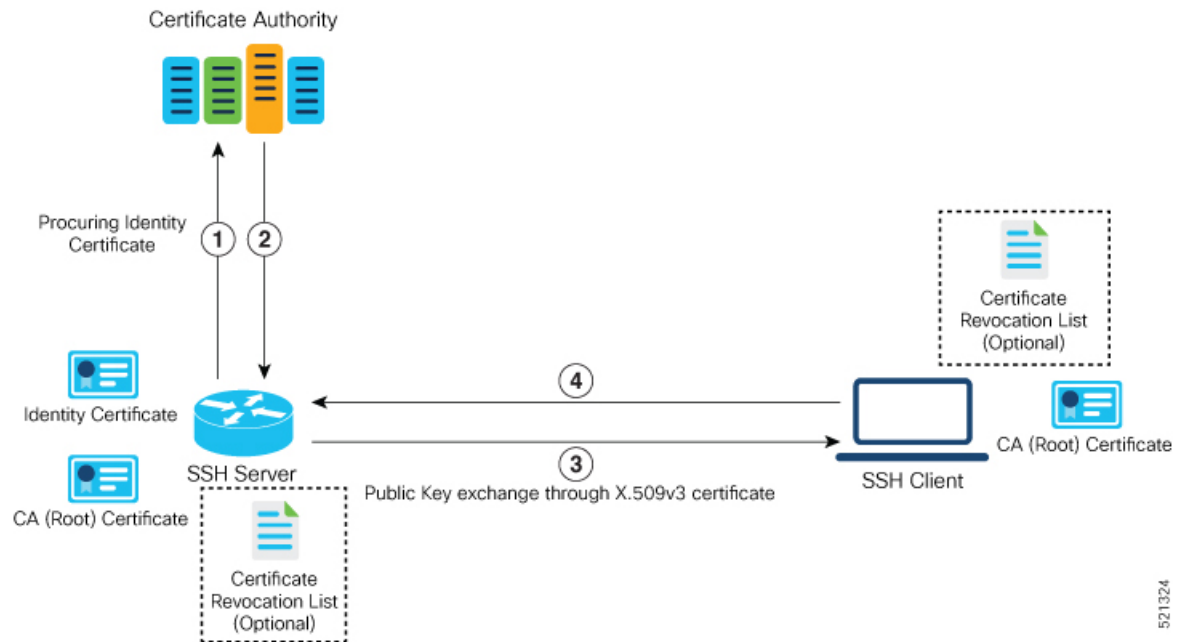 Certificate Authority
Procuring Identity
Certificate
1
2
Certificate
Revocation List
(Optional)
Identity Certificate
4
CA (Root) Certificate
SSH Server
3
SSH Client
Public Key exchange through X.509v3 certificate
CA (Root) Certificate
Certificate
Revocation List
(Optional)
521324